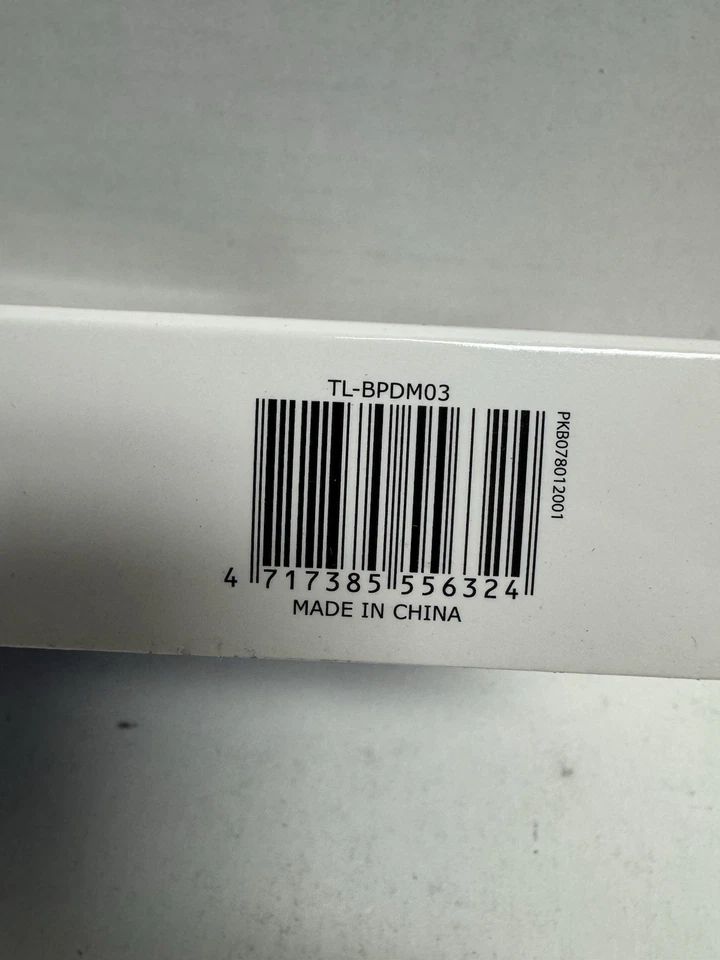 TL-BPDM03
PKB078012001
4 717385 556324
MADE IN CHINA